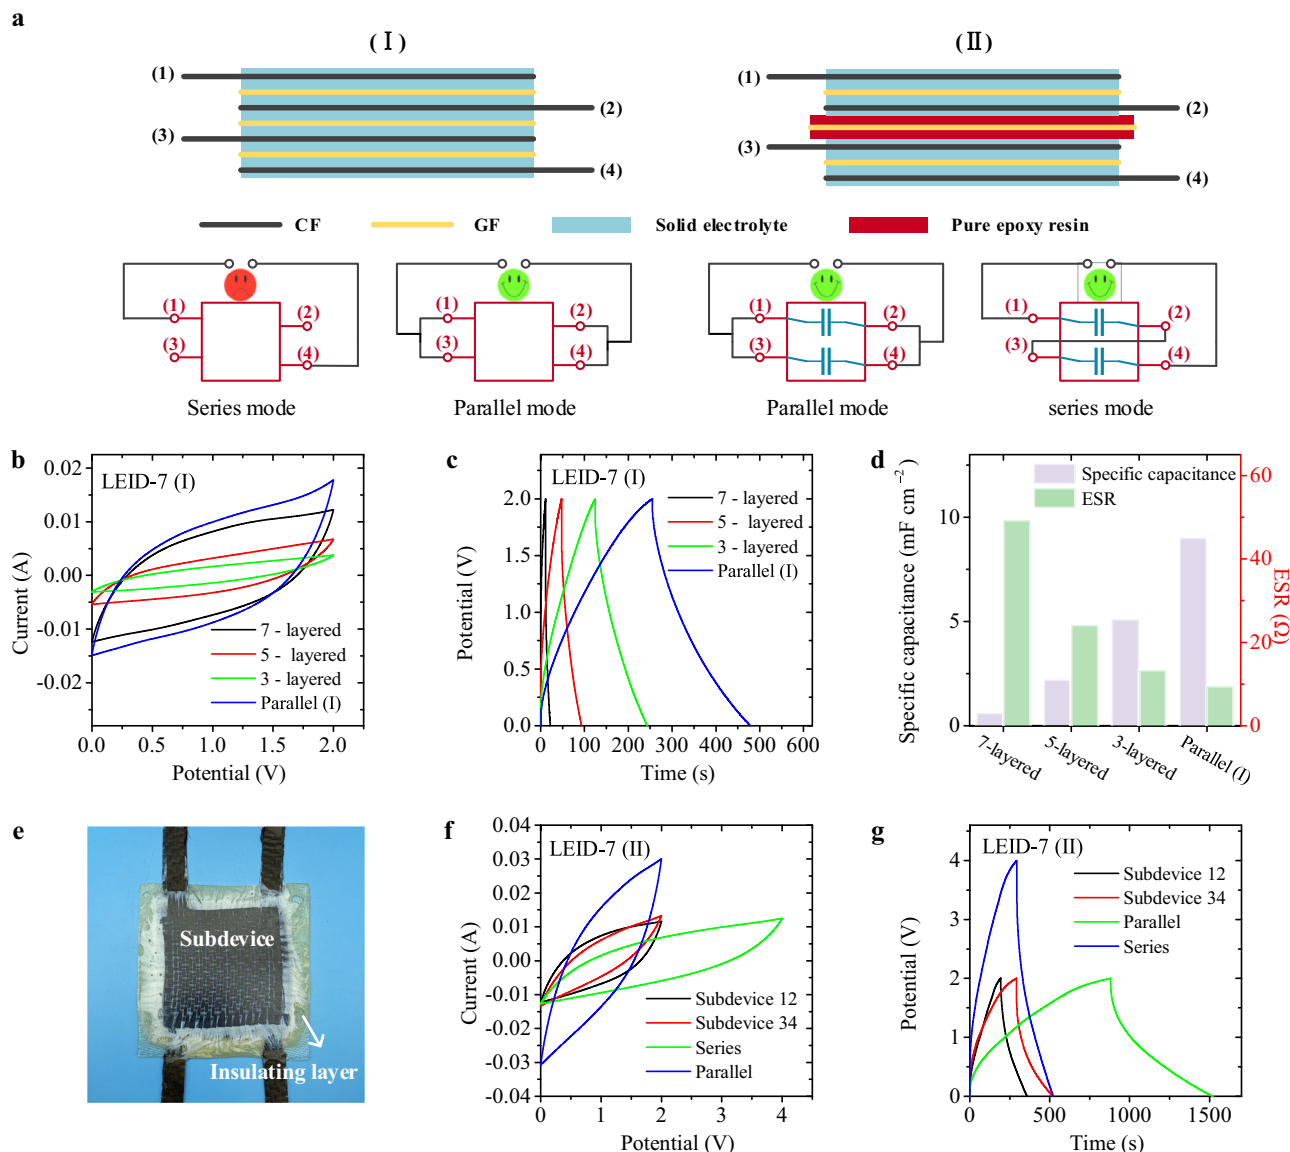 a
(Ⅰ)
(Ⅱ)
(1)
(2)
(3)
(4)
(1)
(2)
(3)
(4)
CF
GF
Solid electrolyte
Pure epoxy resin
(1)
(2)
(3)
(4)
Series mode
(1)
(2)
(3)
(4)
Parallel mode
(1)
(2)
(3)
(4)
Parallel mode
(1)
(2)
(3)
(4)
series mode
b
LEID-7 (I)
Current (A)
0.02
0.01
0.00
-0.01
-0.02
7 - layered
5 - layered
3 - layered
Parallel (I)
0.0 0.5 1.0 1.5 2.0
Potential (V)
c
LEID-7 (I)
Potential (V)
2.0
1.5
1.0
0.5
0.0
7 - layered
5 - layered
3 - layered
Parallel (I)
0 100 200 300 400 500 600
Time (s)
d
Specific capacitance (mF cm⁻²)
10
5
0
Specific capacitance
ESR
60
40
20
0
ESR (Ω)
7-layered
5-layered
3-layered
Parallel (I)
e
Subdevice
Insulating layer
f
LEID-7 (II)
Current (A)
0.04
0.03
0.02
0.01
0.00
-0.01
-0.02
-0.03
-0.04
Subdevice 12
Subdevice 34
Series
Parallel
0 1 2 3 4
Potential (V)
g
LEID-7 (II)
Potential (V)
4
3
2
1
0
Subdevice 12
Subdevice 34
Parallel
Series
0 500 1000 1500
Time (s)